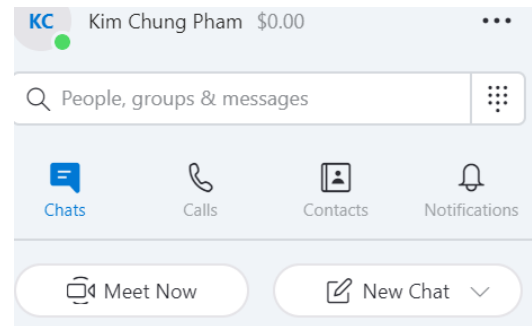 KC Kim Chung Pham $0.00
People, groups & messages
Chats Calls Contacts Notifications
Meet Now New Chat